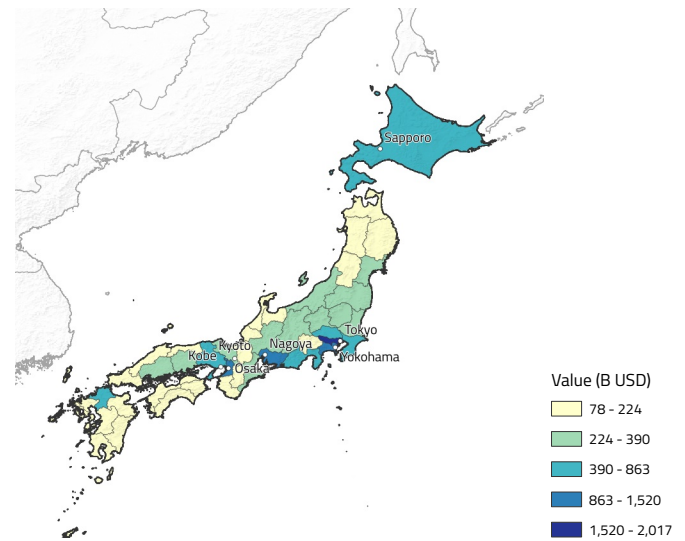 Sapporo
Tokyo
Nagoya
Kyoto
Yokohama
Kobe
Osaka
Value (B USD)
78 - 224
224 - 390
390 - 863
863 - 1,520
1,520 - 2,017